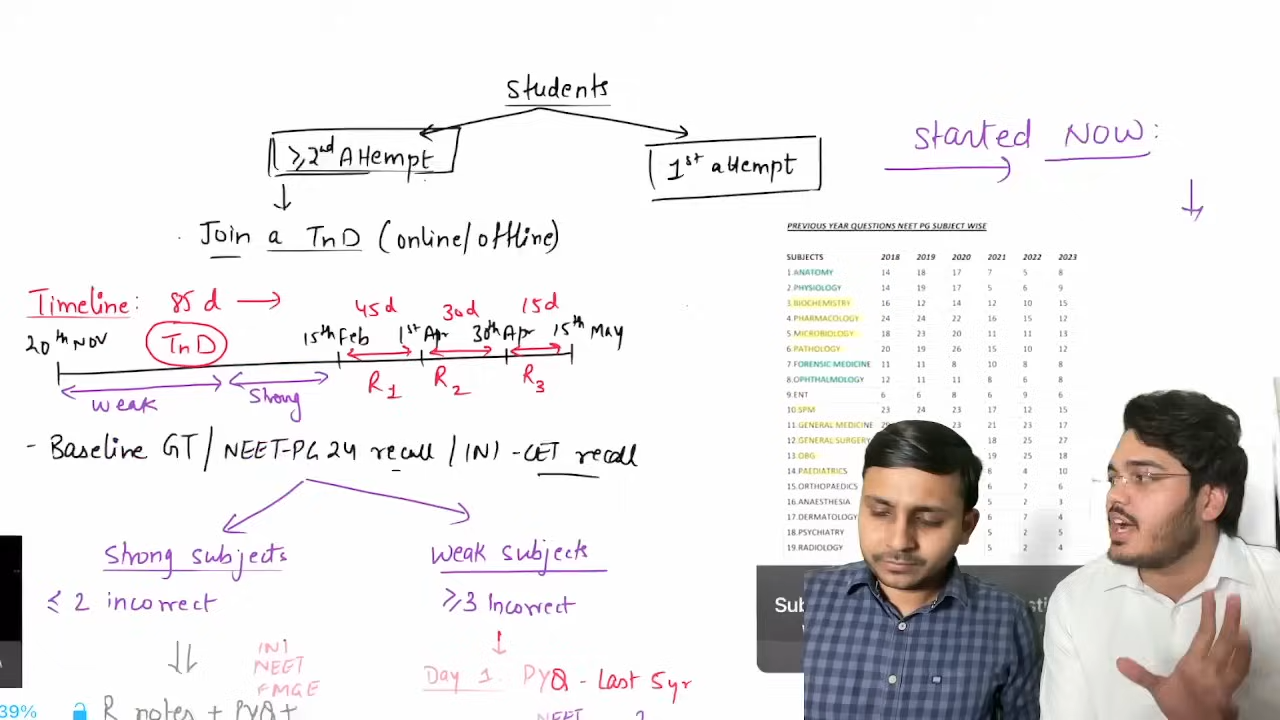 Students
≥2nd Attempt
1st attempt
Started NOW:
Join a TnD (online/offline)
Timeline: 85 d →
45d 30d 15d
20th NOV
TnD
15th Feb 1st Apr 30th Apr 15th May
R1 R2 R3
Weak
Strong
- Baseline GT / NEET-PG 24 recall / INI-CET recall
Strong subjects
Weak subjects
≤ 2 incorrect
≥3 Incorrect
INI
NEET
FMGE
Day 1. PYQ - Last 5yr
R notes + PYQ +
NEET
39%
PREVIOUS YEAR QUESTIONS NEET PG SUBJECT WISE
SUBJECTS 2018 2019 2020 2021 2022 2023
1.ANATOMY 14 18 17 7 5 8
2.PHYSIOLOGY 14 19 17 5 6 9
3.BIOCHEMISTRY 16 12 14 12 10 15
4.PHARMACOLOGY 24 24 22 16 15 12
5.MICROBIOLOGY 18 23 20 11 11 13
6.PATHOLOGY 20 19 26 15 10 12
7.FORENSIC MEDICINE 11 11 8 10 8 8
8.OPHTHALMOLOGY 12 11 11 8 6 8
9.ENT 6 6 8 6 9 6
10.SPM 23 24 23 17 12 15
11.GENERAL MEDICINE 23 21 23 17
12.GENERAL SURGERY 18 25 27
13.OBG 19 25 18
14.PAEDIATRICS 8 4 10
15.ORTHOPAEDICS 6 7 6
16.ANAESTHESIA 5 2 3
17.DERMATOLOGY 6 7 4
18.PSYCHIATRY 5 2 5
19.RADIOLOGY 5 2 4